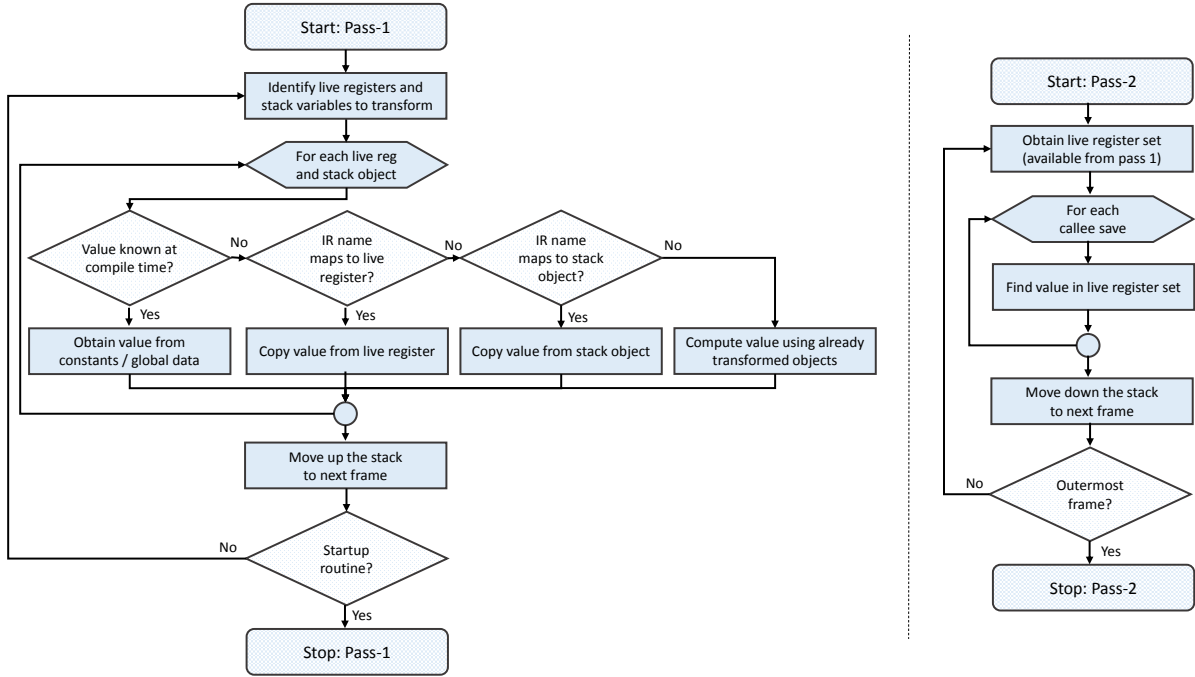 Start: Pass-1
Identify live registers and
stack variables to transform
For each live reg
and stack object
Value known at
compile time?
No
IR name
maps to live
register?
No
IR name
maps to stack
object?
No
Yes
Yes
Yes
Obtain value from
constants / global data
Copy value from live register
Copy value from stack object
Compute value using already
transformed objects
Move up the stack
to next frame
No
Startup
routine?
Yes
Stop: Pass-1
Start: Pass-2
Obtain live register set
(available from pass 1)
For each
callee save
Find value in live register set
Move down the stack
to next frame
No
Outermost
frame?
Yes
Stop: Pass-2